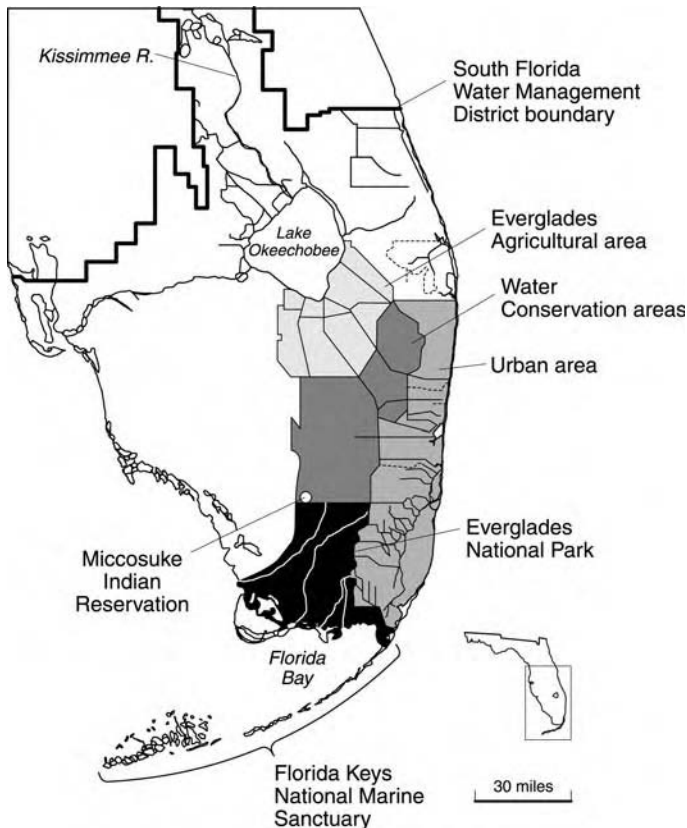 Kissimmee R.
South Florida
Water Management
District boundary
Everglades
Agricultural area
Lake
Okeechobee
Water
Conservation areas
Urban area
Miccosuke
Indian
Reservation
Everglades
National Park
Florida
Bay
Florida Keys
National Marine
Sanctuary
30 miles